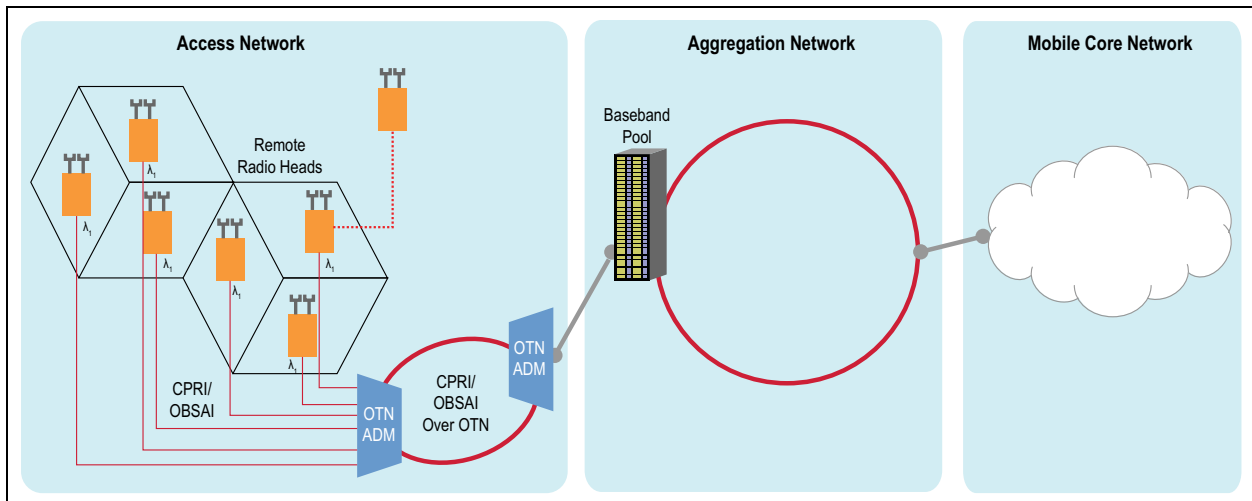 Access Network
Aggregation Network
Mobile Core Network
Remote
Radio Heads
λ1
λ1
λ1
λ1
λ1
λ1
CPRI/
OBSAI
OTN
ADM
CPRI/
OBSAI
Over OTN
OTN
ADM
Baseband
Pool